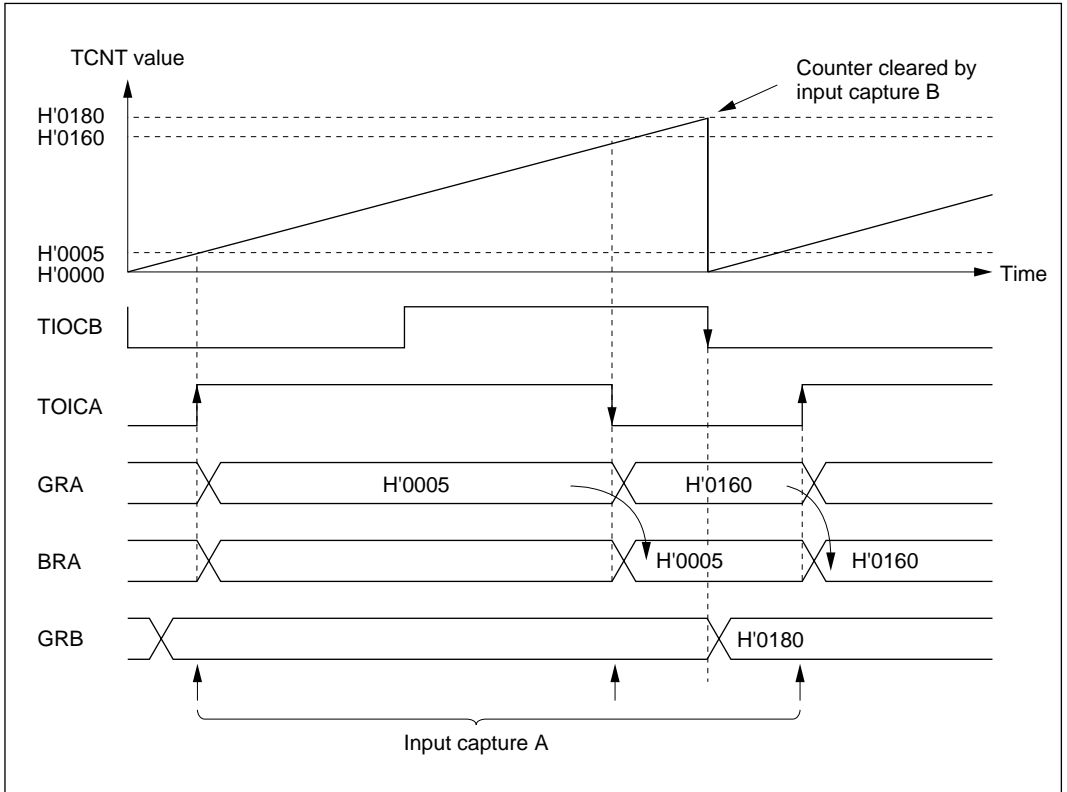 TCNT value
Counter cleared by
input capture B
H'0180
H'0160
H'0005
H'0000
Time
TIOCB
TOICA
GRA
H'0005
H'0160
BRA
H'0005
H'0160
GRB
H'0180
Input capture A